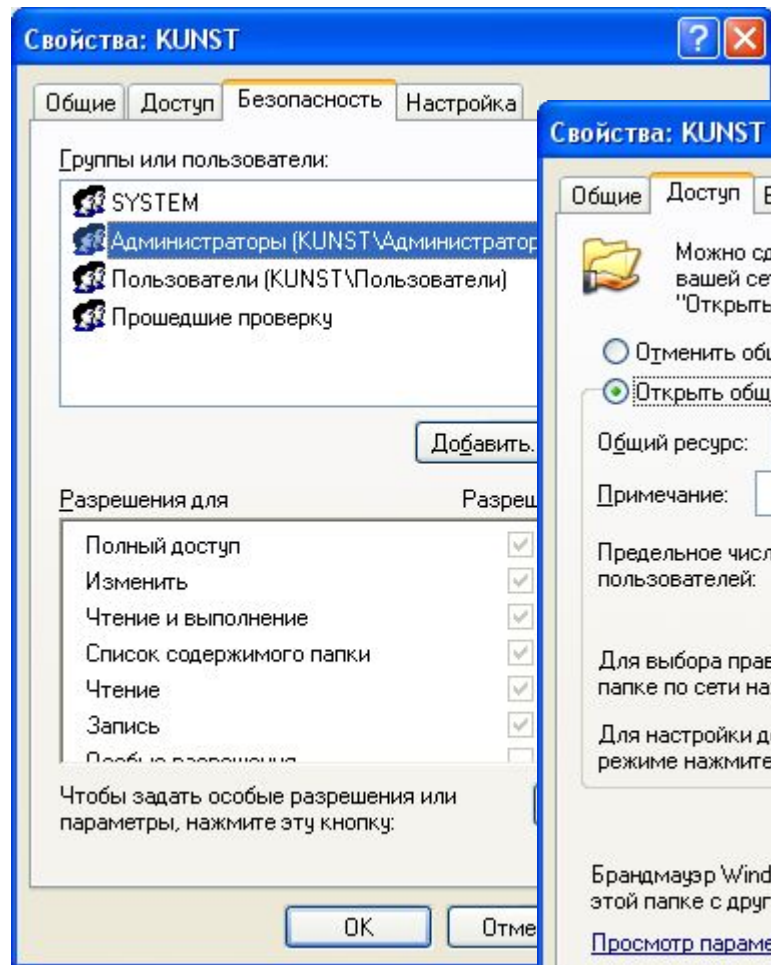 Свойства: KUNST
Общие Доступ Безопасность Настройка
Группы или пользователи:
SYSTEM
Администраторы (KUNST\Администратор
Пользователи (KUNST\Пользователи)
Прошедшие проверку
Добавить.
Разрешения для Разреш
Полный доступ
Изменить
Чтение и выполнение
Список содержимого папки
Чтение
Запись
Особые разрешения
Чтобы задать особые разрешения или
параметры, нажмите эту кнопку:
OK Отме
Свойства: KUNST
Общие Доступ
Можно сд
вашей сет
"Открыть
Отменить общ
Открыть общ
Общий ресурс:
Примечание:
Предельное числ
пользователей:
Для выбора прав
папке по сети на
Для настройки до
режиме нажмите
Брандмауэр Wind
этой папке с друг
Просмотр параме